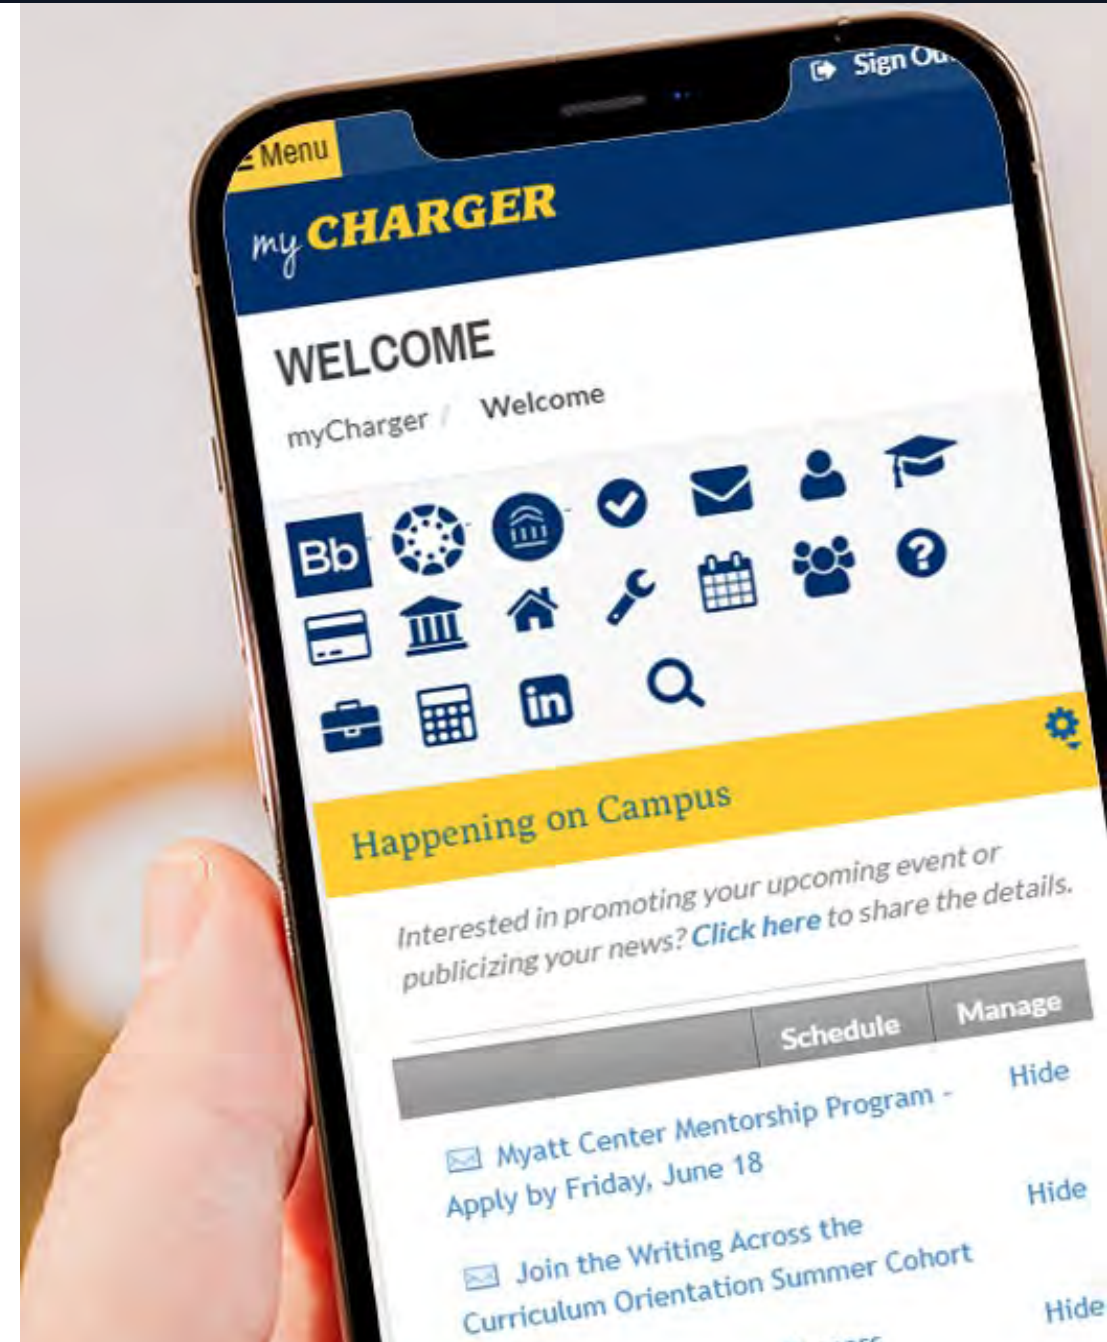 Sign Out
Menu
my CHARGER
WELCOME
myCharger / Welcome
Bb
in
Happening on Campus
Interested in promoting your upcoming event or
publicizing your news? Click here to share the details.
Schedule Manage
Myatt Center Mentorship Program - Hide
Apply by Friday, June 18
Join the Writing Across the Hide
Curriculum Orientation Summer Cohort
Hide